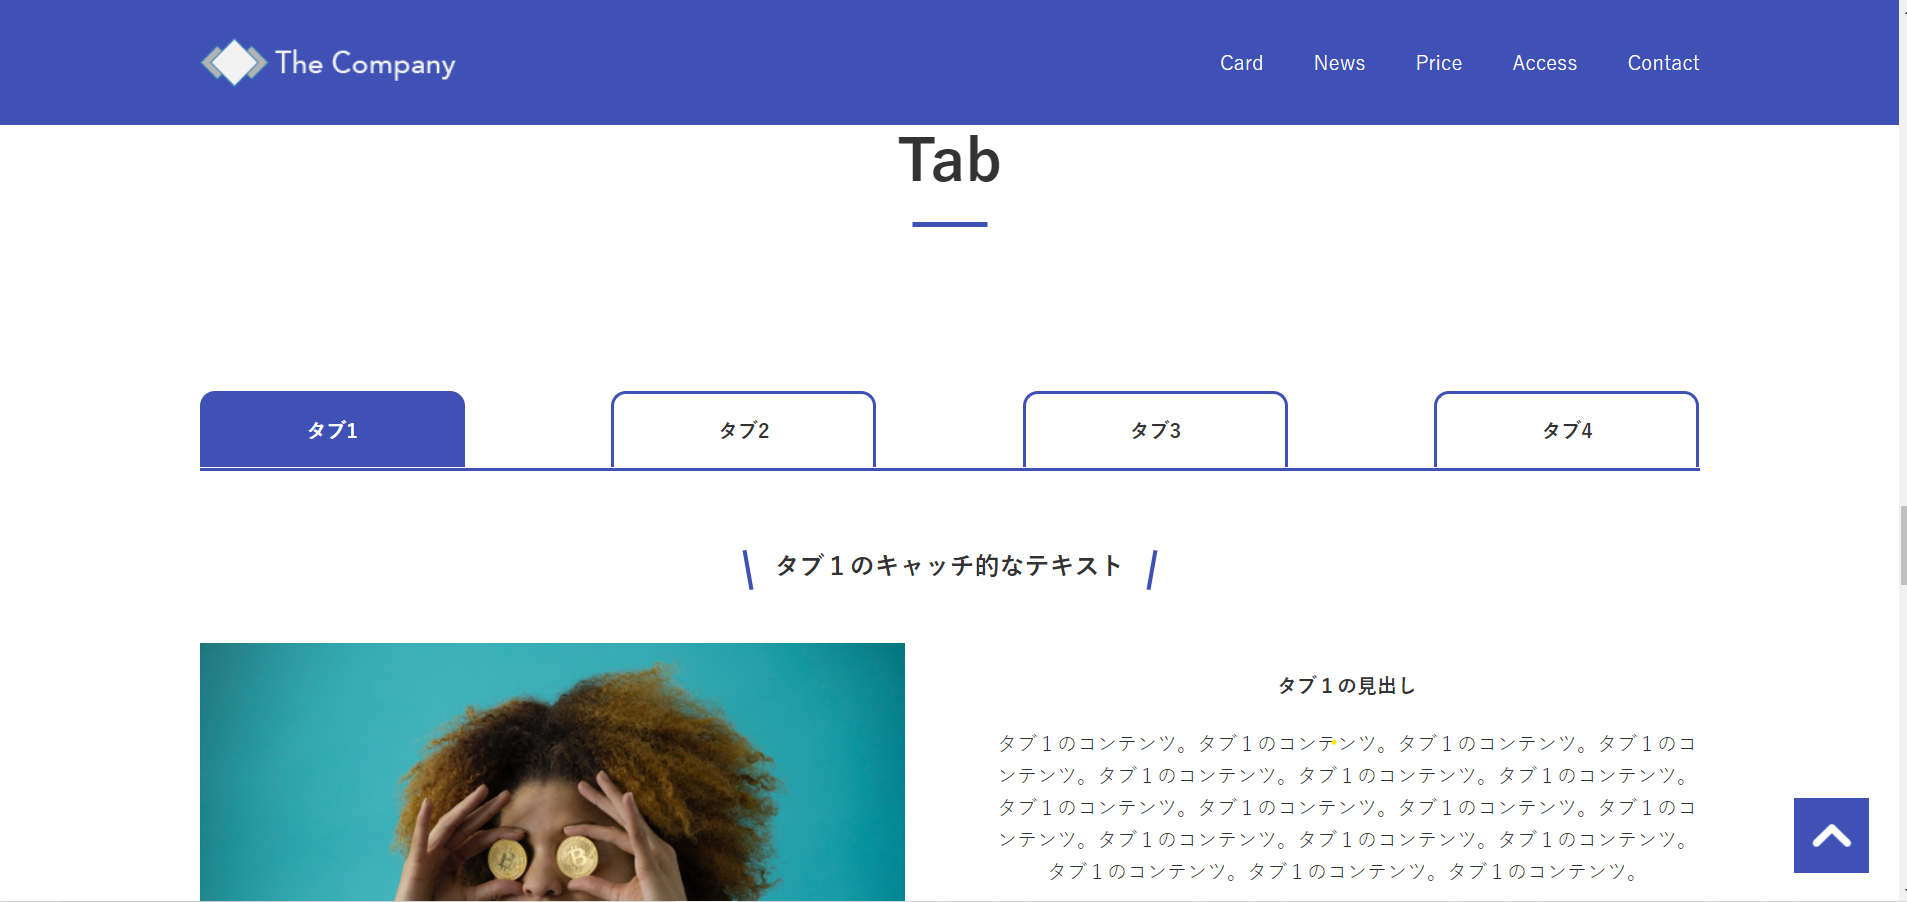 The Company
Card News Price Access Contact
Tab
タブ1 タブ2 タブ3 タブ4
タブ１のキャッチ的なテキスト
タブ１の見出し
タブ１のコンテンツ。タブ１のコンテンツ。タブ１のコンテンツ。タブ１のコ
ンテンツ。タブ１のコンテンツ。タブ１のコンテンツ。タブ１のコンテンツ。
タブ１のコンテンツ。タブ１のコンテンツ。タブ１のコンテンツ。タブ１のコ
ンテンツ。タブ１のコンテンツ。タブ１のコンテンツ。タブ１のコンテンツ。
タブ１のコンテンツ。タブ１のコンテンツ。タブ１のコンテンツ。